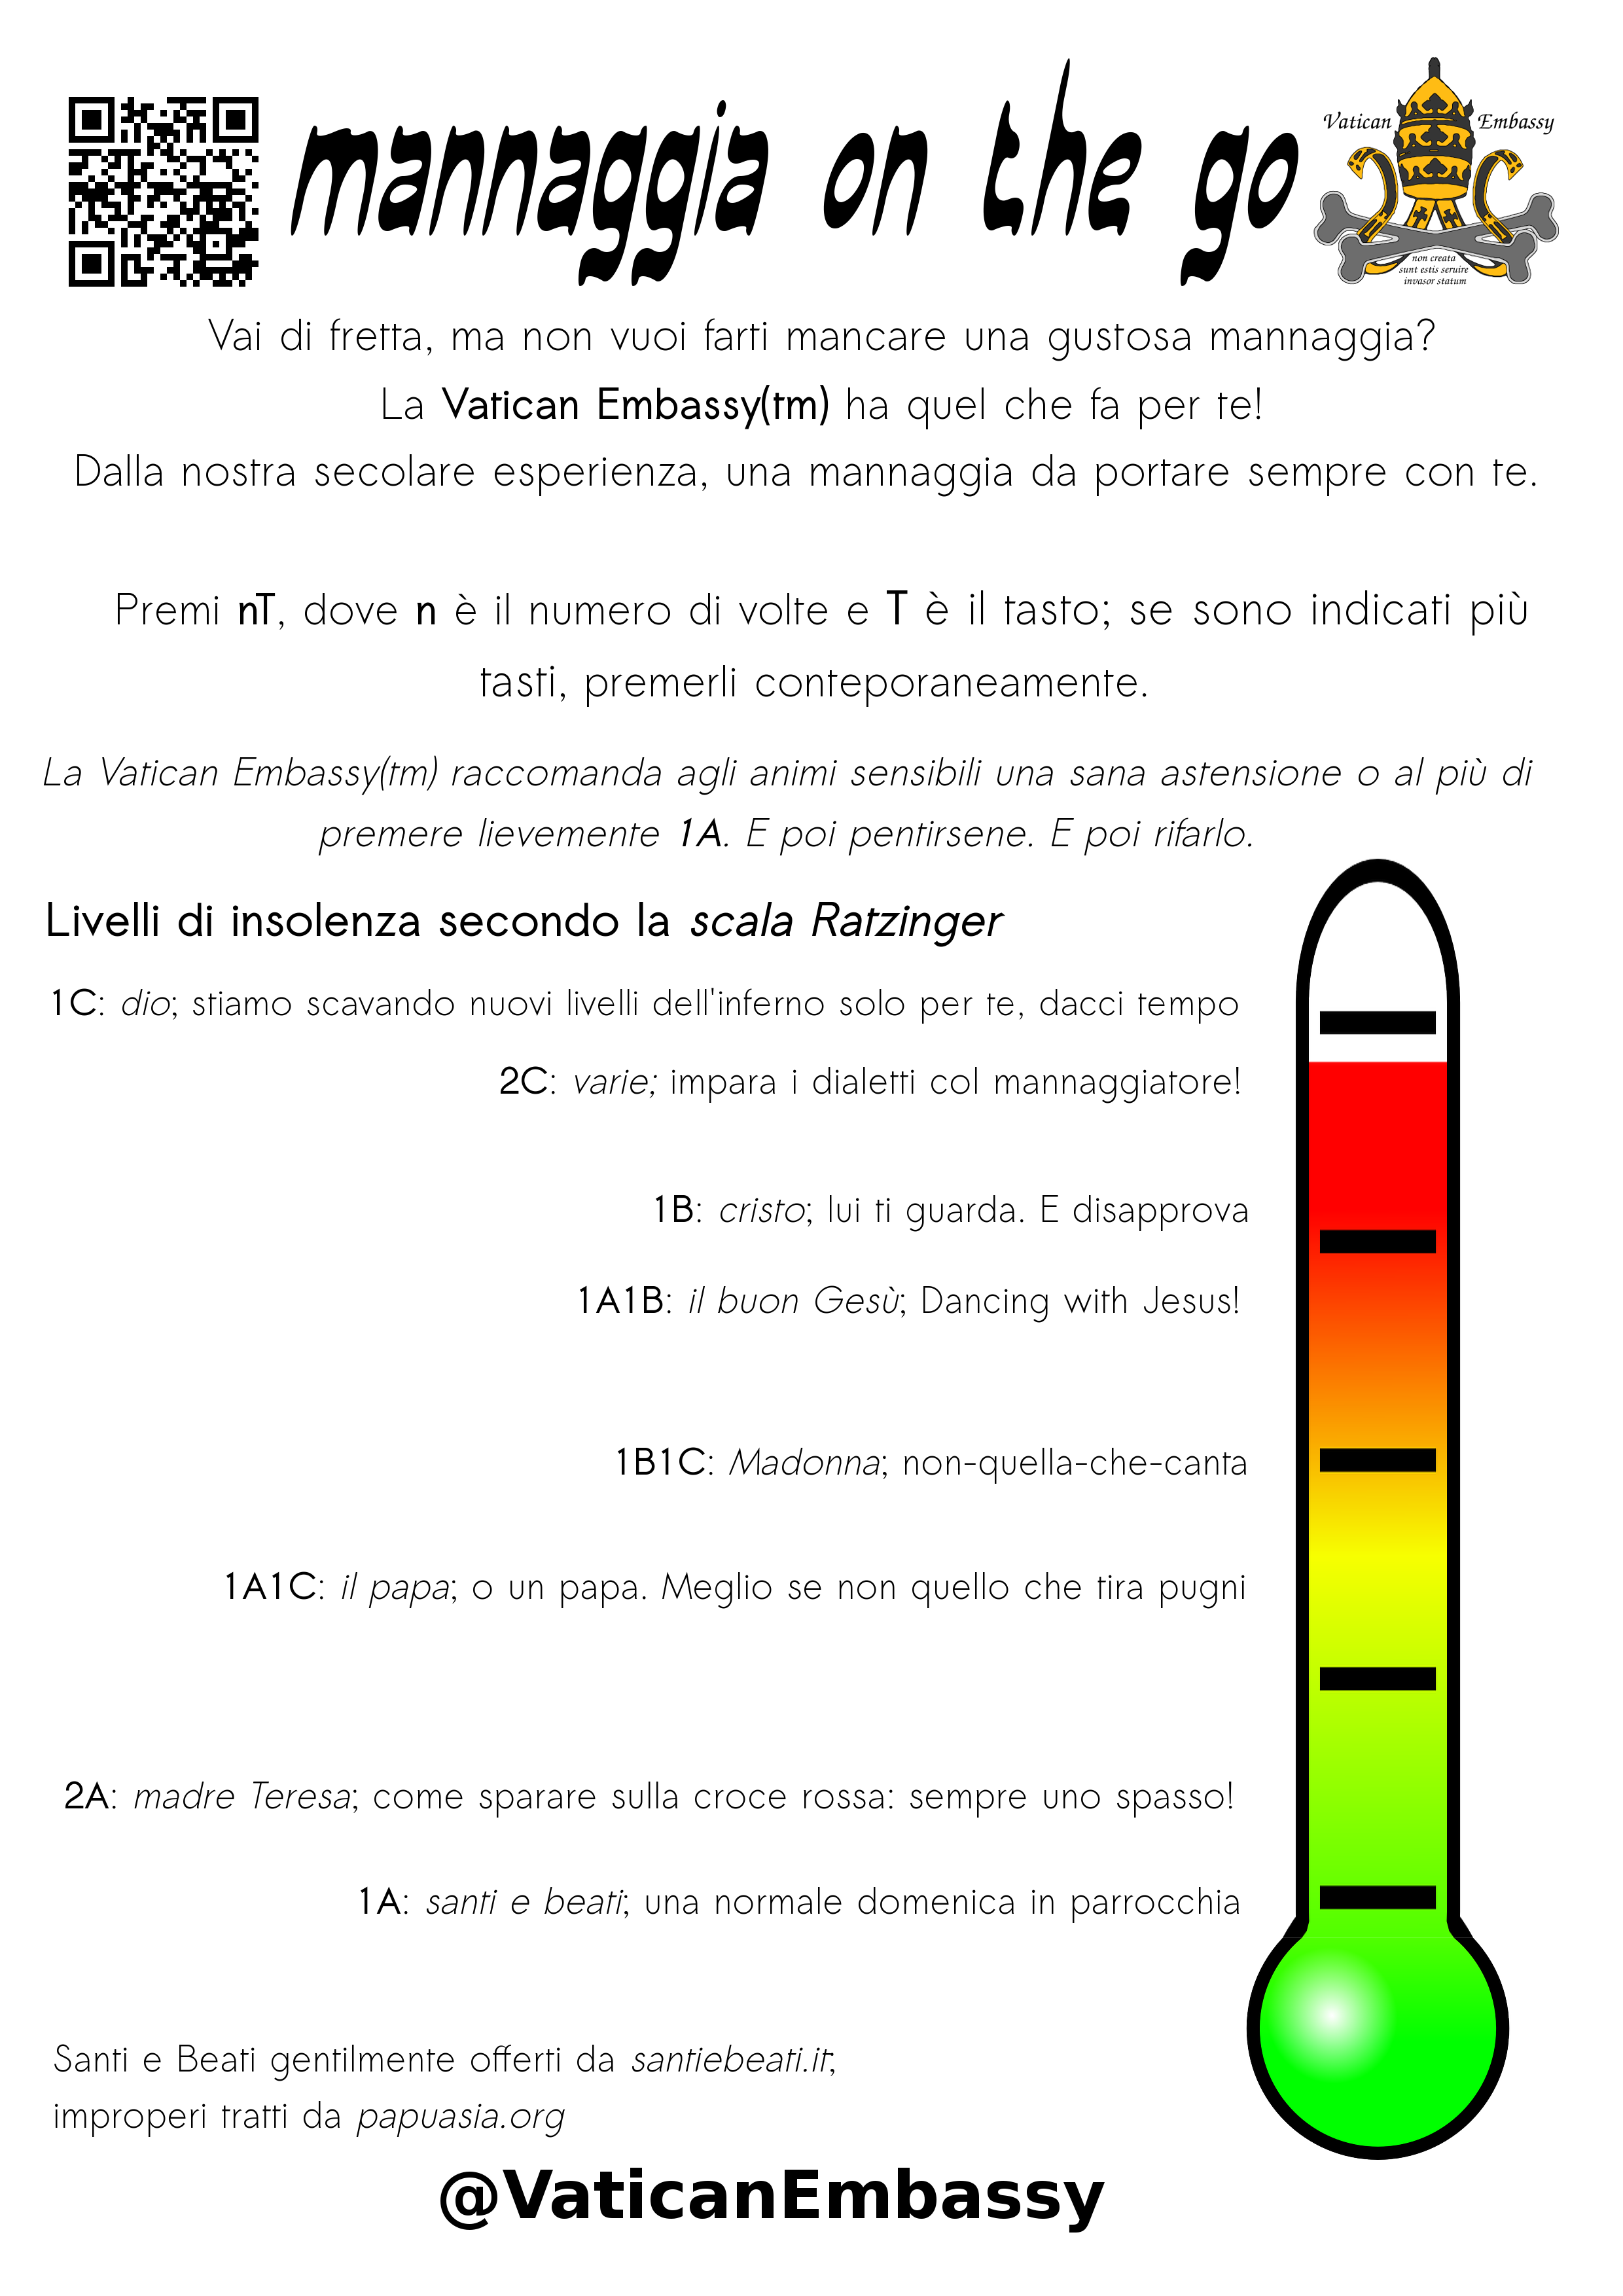 mannaggia on the go
Vatican Embassy
non creata
sunt estis seruire
invasor statum
Vai di fretta, ma non vuoi farti mancare una gustosa mannaggia?
La Vatican Embassy(tm) ha quel che fa per te!
Dalla nostra secolare esperienza, una mannaggia da portare sempre con te.
Premi nT, dove n è il numero di volte e T è il tasto; se sono indicati più
tasti, premerli conteporaneamente.
La Vatican Embassy(tm) raccomanda agli animi sensibili una sana astensione o al più di
premere lievemente 1A. E poi pentirsene. E poi rifarlo.
Livelli di insolenza secondo la scala Ratzinger
1C: dio; stiamo scavando nuovi livelli dell'inferno solo per te, dacci tempo
2C: varie; impara i dialetti col mannaggiatore!
1B: cristo; lui ti guarda. E disapprova
1A1B: il buon Gesù; Dancing with Jesus!
1B1C: Madonna; non-quella-che-canta
1A1C: il papa; o un papa. Meglio se non quello che tira pugni
2A: madre Teresa; come sparare sulla croce rossa: sempre uno spasso!
1A: santi e beati; una normale domenica in parrocchia
Santi e Beati gentilmente offerti da santiebeati.it;
improperi tratti da papuasia.org
@VaticanEmbassy